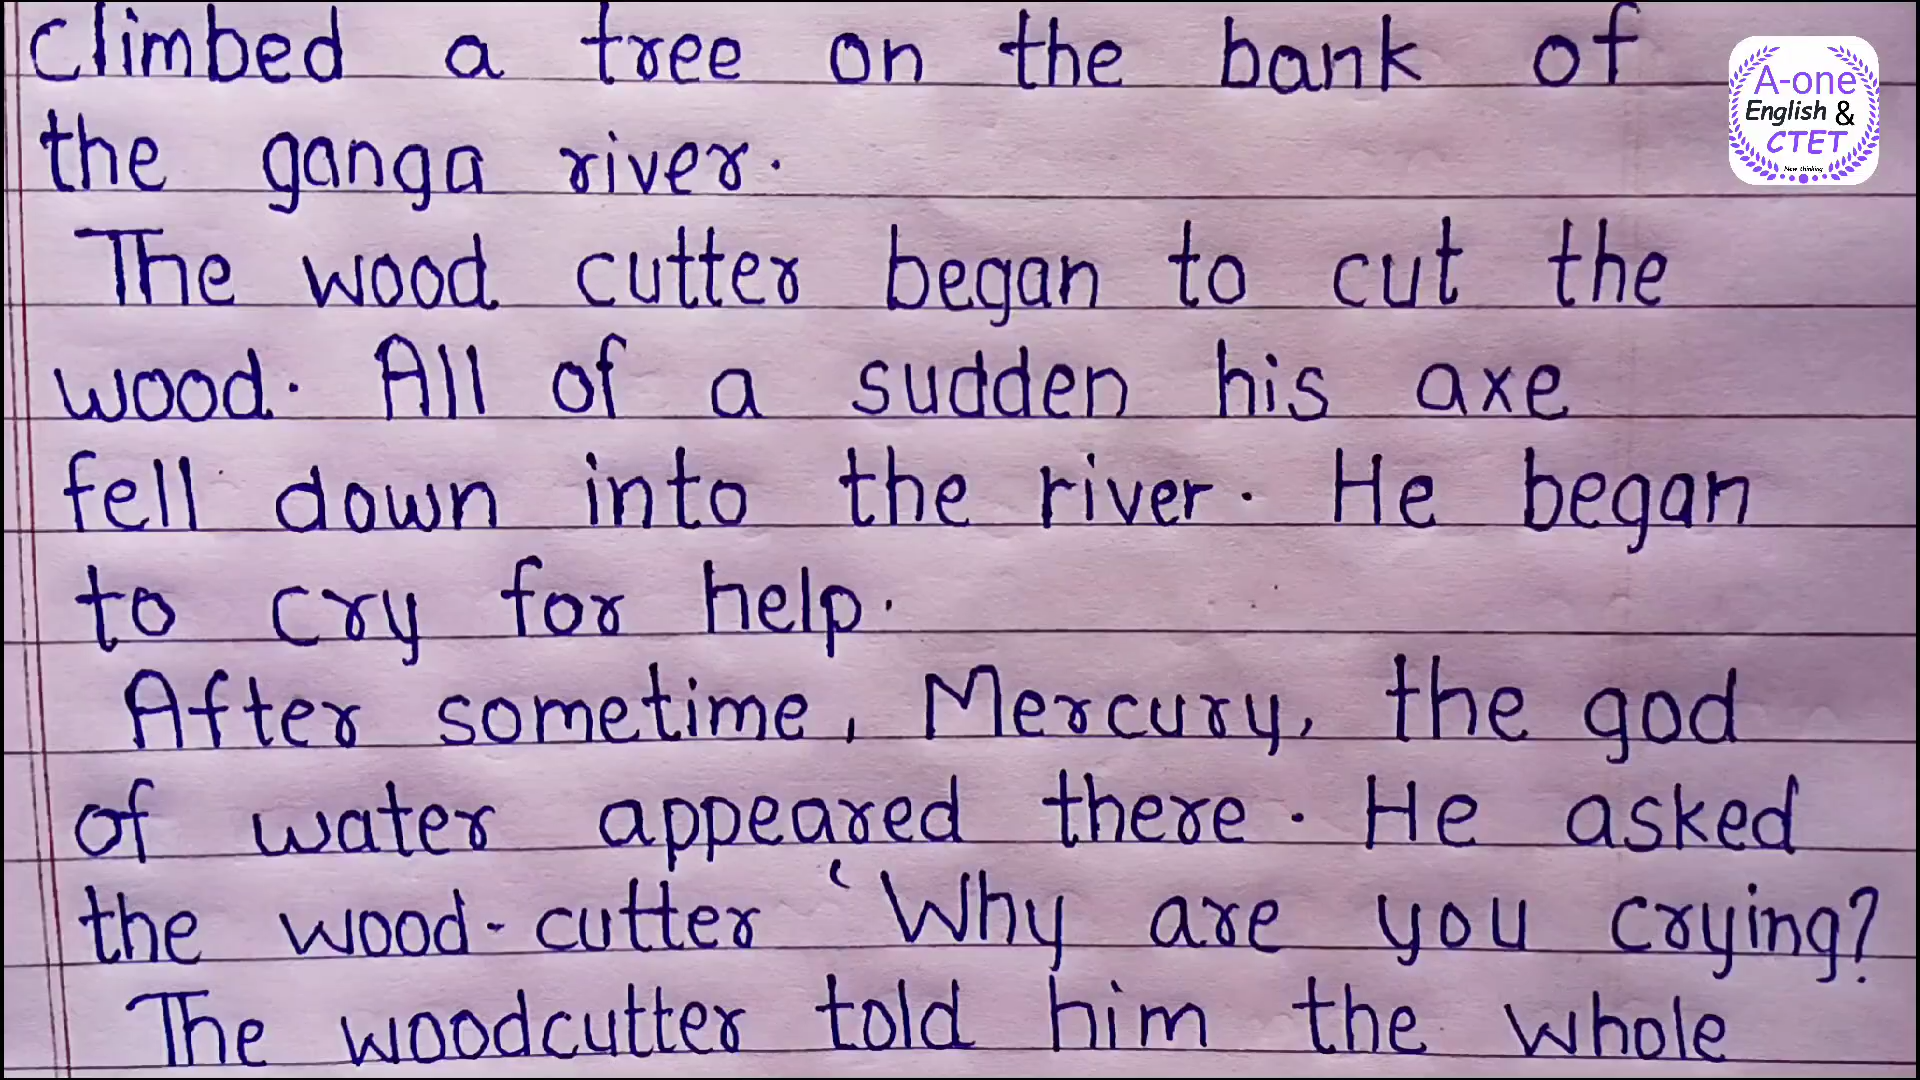 climbed a tree on the bank of
the ganga river.
The wood cutter began to cut the
wood. All of a sudden his axe
fell down into the river. He began
to cry for help.
After sometime, Mercury, the god
of water appeared there. He asked
the wood-cutter ‘Why are you crying?
The woodcutter told him the whole
A-one
English &
CTET
New thinking